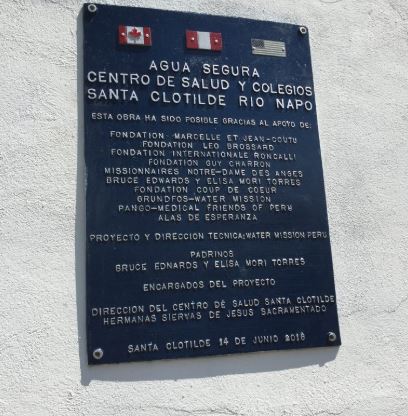 AGUA SEGURA
CENTRO DE SALUD Y COLEGIOS
SANTA CLOTILDE RIO NAPO
ESTA OBRA HA SIDO POSIBLE GRACIAS AL APOYO DE:
FONDATION MARCELLE ET JEAN-COUTU
FONDATION LEO BROSSARD
FONDATION INTERNATIONALE RONCALLI
FONDATION GUY CHARRON
MISSIONNAIRES NOTRE-DAME DES ANGES
BRUCE EDWARDS Y ELISA MORI TORRES
FONDATION COUP DE COEUR
GRUNDFOS-WATER MISSION
PANGO-MEDICAL FRIENDS OF PERU
ALAS DE ESPERANZA
PROYECTO Y DIRECCION TECNICA:WATER MISSION PERU
PADRINOS
BRUCE EDNARDS Y ELISA MORI TORRES
ENCARGADOS DEL PROYECTO
DIRECCION DEL CENTRO DE SALUD SANTA CLOTILDE
HERMANAS SIERVAS DE JESUS SACRAMENTADO
SANTA CLOTILDE 14 DE JUNIO 2018